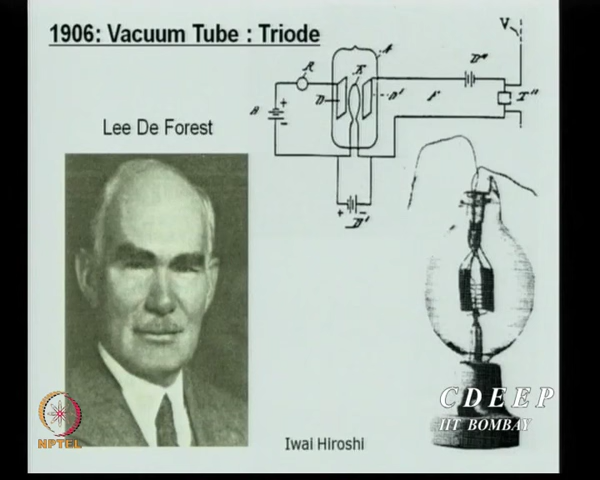 1906: Vacuum Tube : Triode
Lee De Forest
V
A
R
E
B
D
D'
F
B"
I"
B'
Iwai Hiroshi
NPTEL
CDEEP
IIT BOMBAY